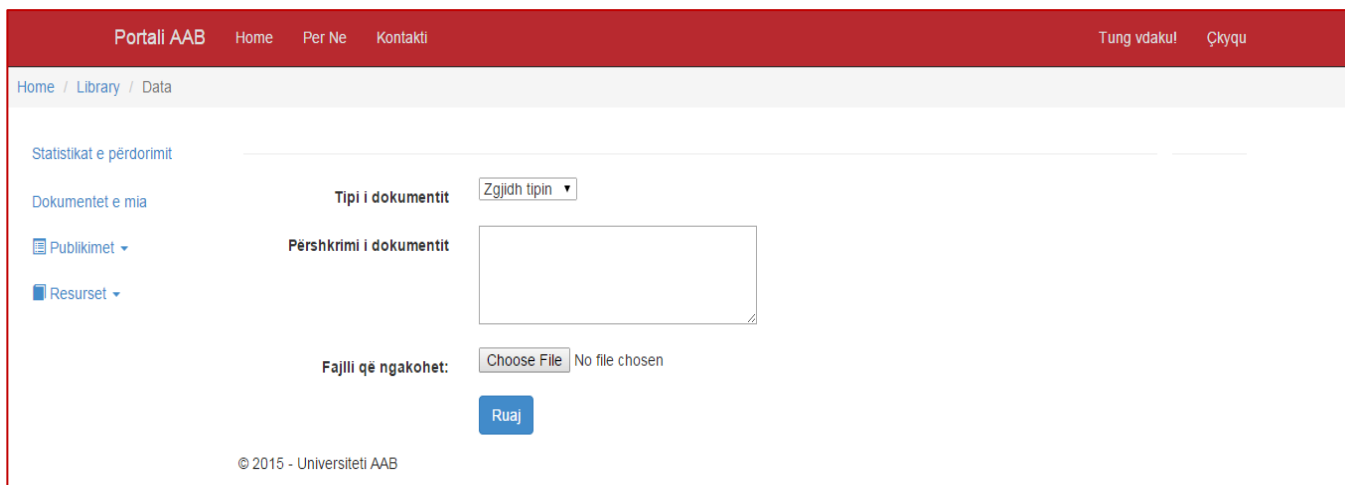 Portali AAB Home Per Ne Kontakti Tung vdaku! Çkyqu
Home / Library / Data
Statistikat e përdorimit
Dokumentet e mia
Publikimet
Resurset
Tipi i dokumentit Zgjidh tipin
Përshkrimi i dokumentit
Fajlli që ngakohet: Choose File No file chosen
Ruaj
© 2015 - Universiteti AAB